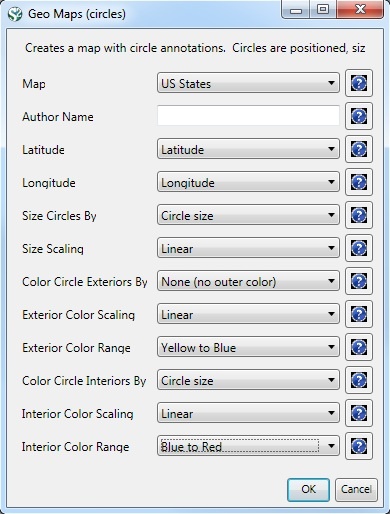 Geo Maps (circles)
Creates a map with circle annotations. Circles are positioned, siz
Map US States
Author Name
Latitude Latitude
Longitude Longitude
Size Circles By Circle size
Size Scaling Linear
Color Circle Exteriors By None (no outer color)
Exterior Color Scaling Linear
Exterior Color Range Yellow to Blue
Color Circle Interiors By Circle size
Interior Color Scaling Linear
Interior Color Range Blue to Red
OK Cancel